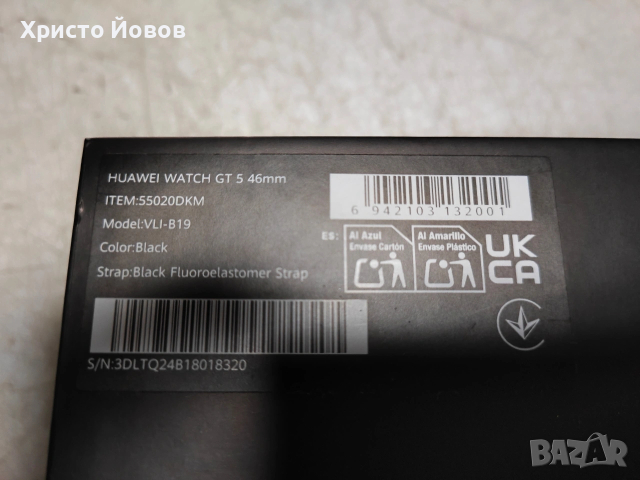 Христо Йовов
HUAWEI WATCH GT 5 46mm
ITEM:55020DKM
Model:VLI-B19
Color:Black
Strap:Black Fluoroelastomer Strap
S/N:3DLTQ24B18018320
6 942103 132001
ES:
Al Azul
Envase Cartón
Al Amarillo
Envase Plástico
UK
CA
BAZAR